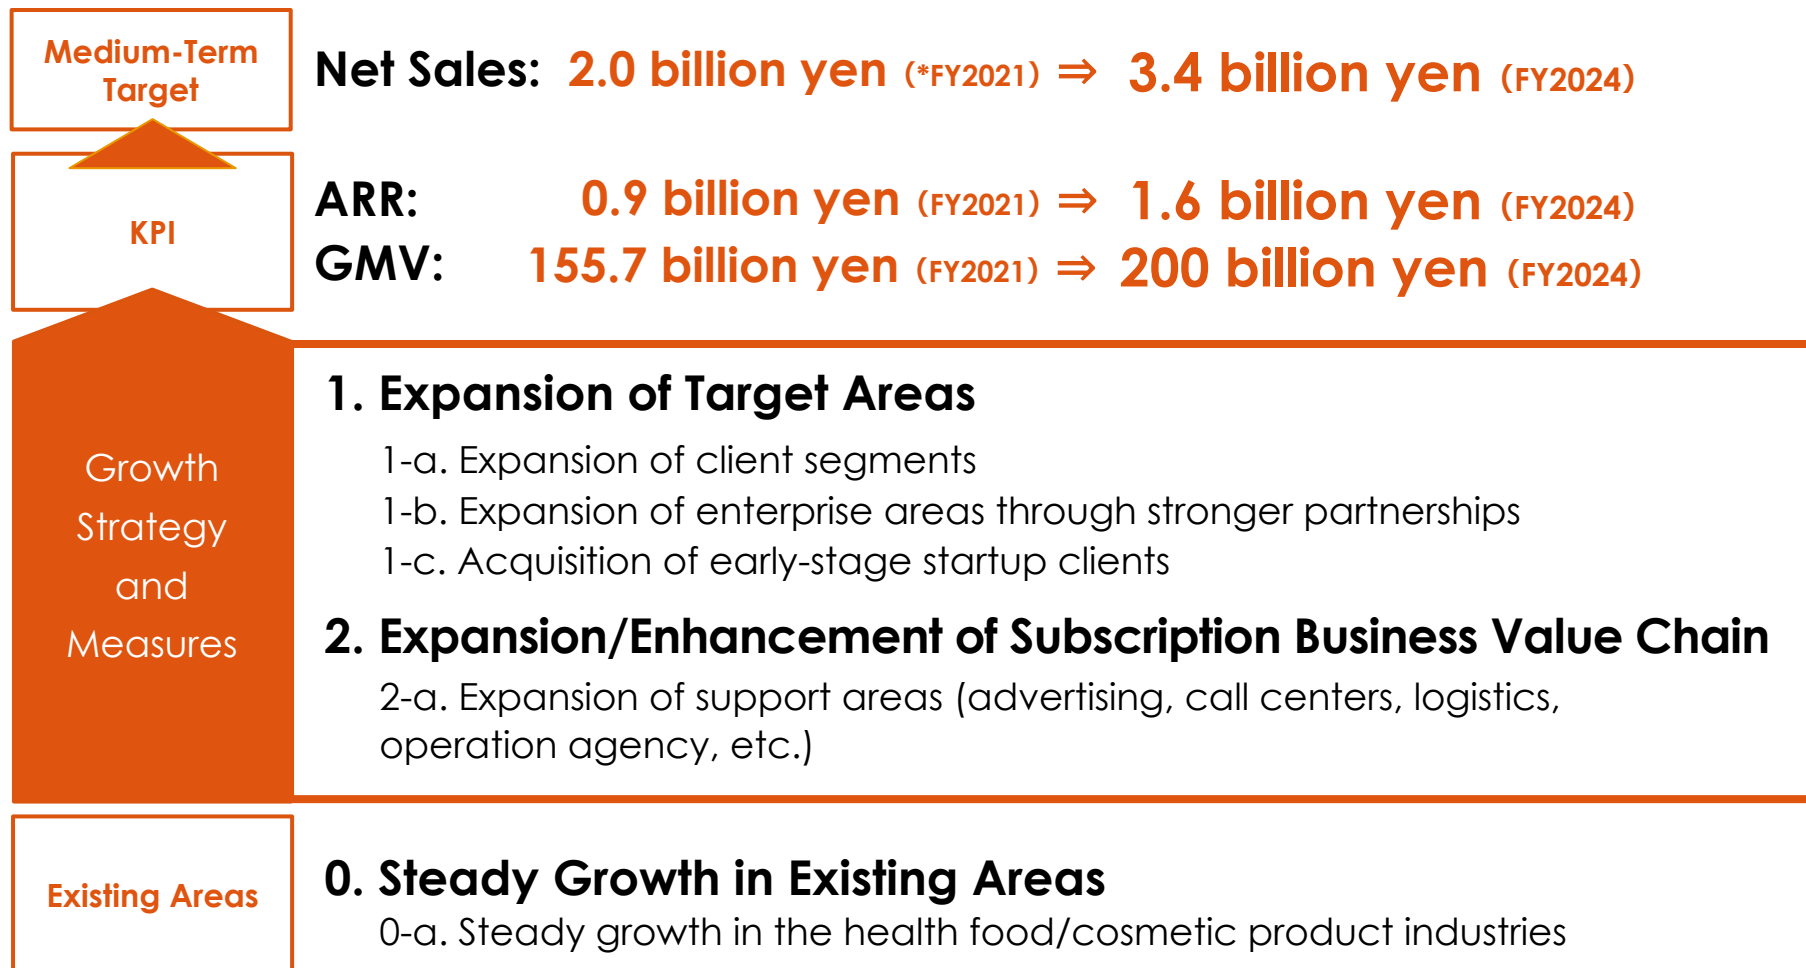 Medium-Term
Target
Net Sales: 2.0 billion yen (*FY2021) ⇒ 3.4 billion yen (FY2024)
KPI
ARR: 0.9 billion yen (FY2021) ⇒ 1.6 billion yen (FY2024)
GMV: 155.7 billion yen (FY2021) ⇒ 200 billion yen (FY2024)
Growth
Strategy
and
Measures
1. Expansion of Target Areas
1-a. Expansion of client segments
1-b. Expansion of enterprise areas through stronger partnerships
1-c. Acquisition of early-stage startup clients
2. Expansion/Enhancement of Subscription Business Value Chain
2-a. Expansion of support areas (advertising, call centers, logistics,
operation agency, etc.)
Existing Areas
0. Steady Growth in Existing Areas
0-a. Steady growth in the health food/cosmetic product industries